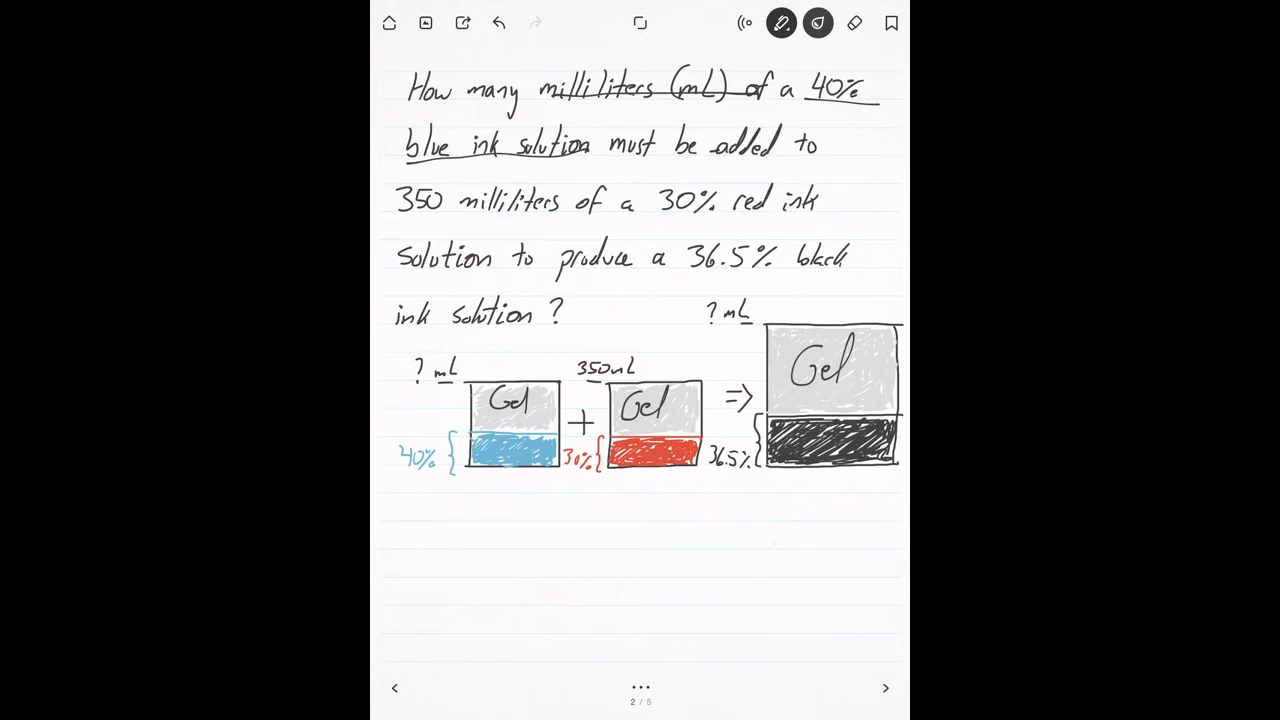 How many milliliters (mL) of a 40%
blue ink solution must be added to
350 milliliters of a 30% red ink
solution to produce a 36.5% black
ink solution ?
? mL
? mL
350mL
Gel
+
Gel
=>
Gel
40%
30%
36.5%
2 / 5